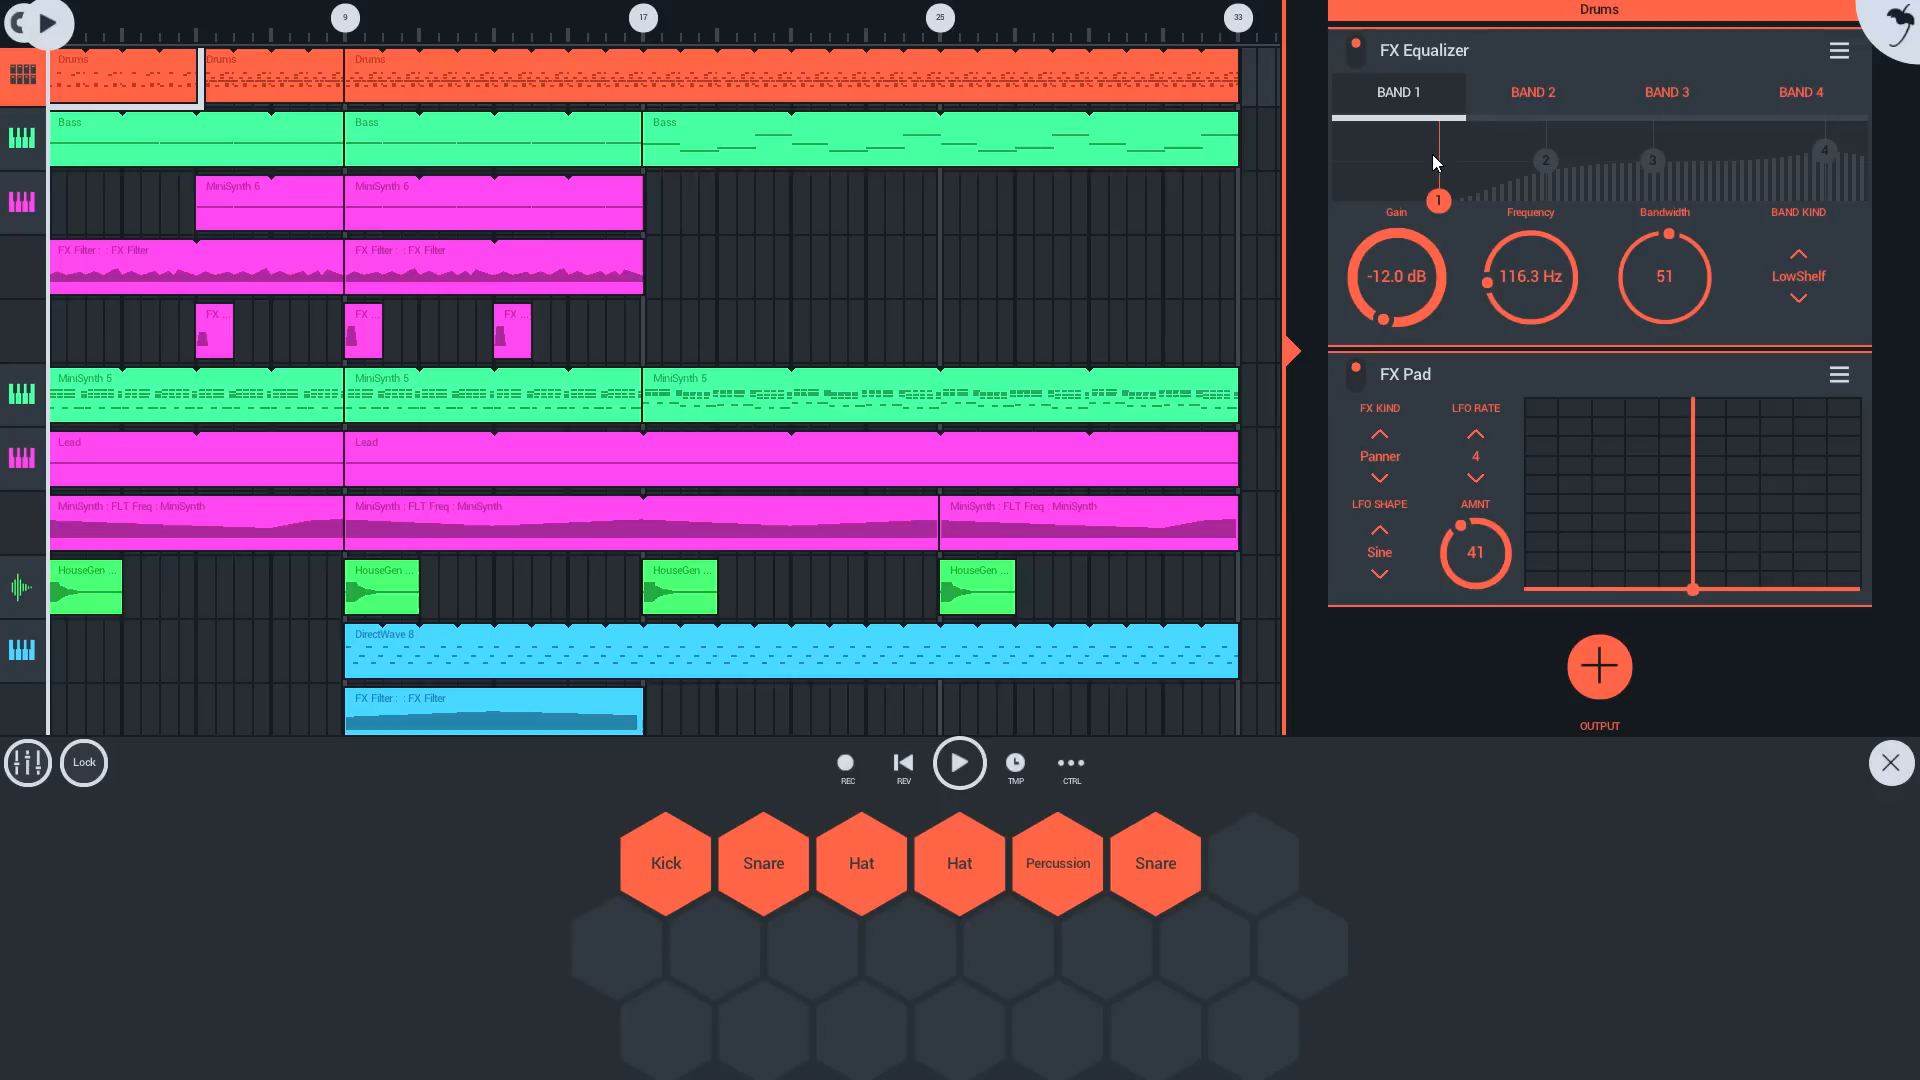 9 17 25 33
Drums
FX Equalizer
BAND 1 BAND 2 BAND 3 BAND 4
1 2 3 4
Gain Frequency Bandwidth BAND KIND
-12.0 dB 116.3 Hz 51 LowShelf
FX Pad
FX KIND LFO RATE
Panner 4
LFO SHAPE AMNT
Sine 41
OUTPUT
Drums Drums Drums
Bass Bass Bass
MiniSynth 6 MiniSynth 6
FX Filter : : FX Filter FX Filter : : FX Filter
FX ... FX ... FX ...
MiniSynth 5 MiniSynth 5 MiniSynth 5
Lead Lead
MiniSynth : FLT Freq : MiniSynth MiniSynth : FLT Freq : MiniSynth MiniSynth : FLT Freq : MiniSynth
HouseGen ... HouseGen ... HouseGen ... HouseGen ...
DirectWave 8
FX Filter : : FX Filter
Lock
REC REV TMP CTRL
Kick Snare Hat Hat Percussion Snare